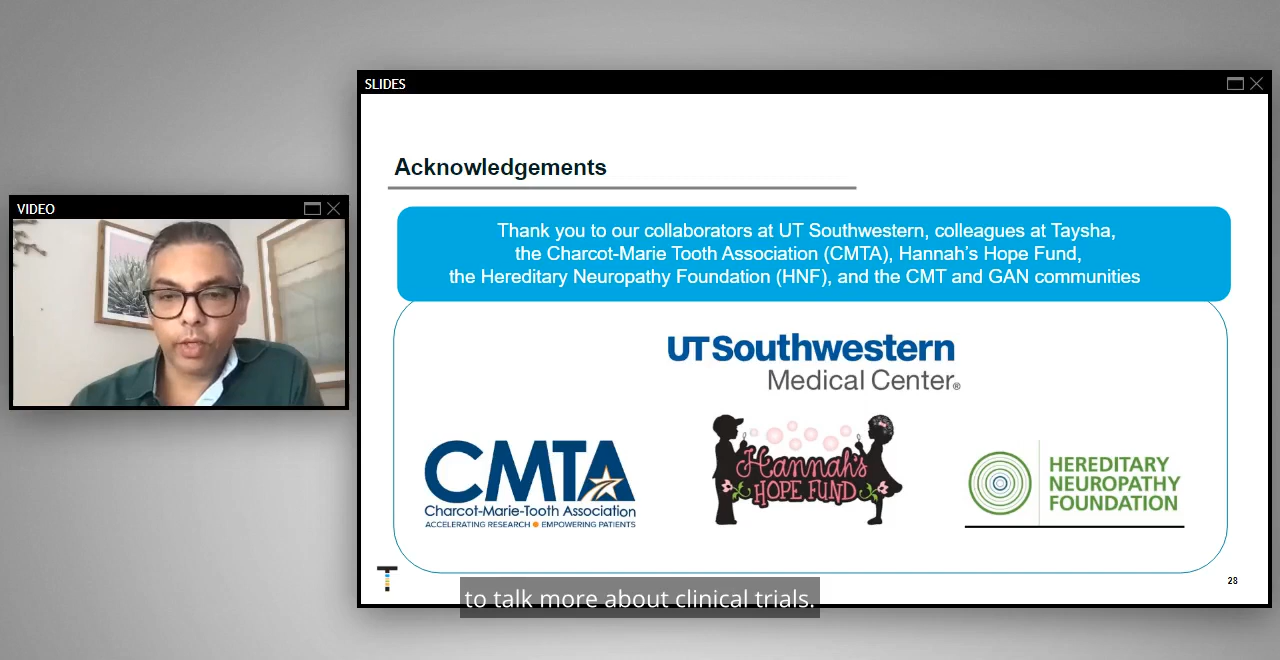 SLIDES
VIDEO
Acknowledgements
Thank you to our collaborators at UT Southwestern, colleagues at Taysha,
the Charcot-Marie Tooth Association (CMTA), Hannah's Hope Fund,
the Hereditary Neuropathy Foundation (HNF), and the CMT and GAN communities
UT Southwestern
Medical Center®
CMTA
Charcot-Marie-Tooth Association
ACCELERATING RESEARCH EMPOWERING PATIENTS
Hannah's
HOPE FUND
HEREDITARY
NEUROPATHY
FOUNDATION
T
28
to talk more about clinical trials.